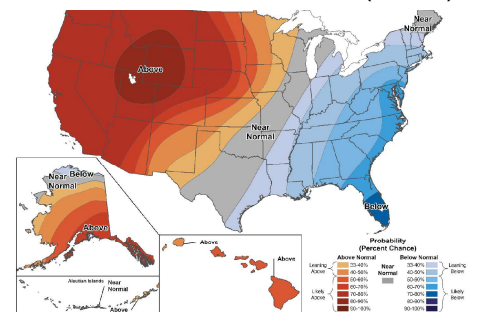 Near
Normal
Above
Near
Normal
Below
Near
Normal
Below
Above
Aleutian Islands
Near
Normal
Above
Above
Above
Probability
(Percent Chance)
Above Normal
Near
Normal
Below Normal
Leaning
Above
33-40%
40-50%
50-60%
Likely
Above
60-70%
70-80%
80-90%
90-100%
33-40%
40-50%
50-60%
Leaning
Below
60-70%
70-80%
80-90%
90-100%
Likely
Below